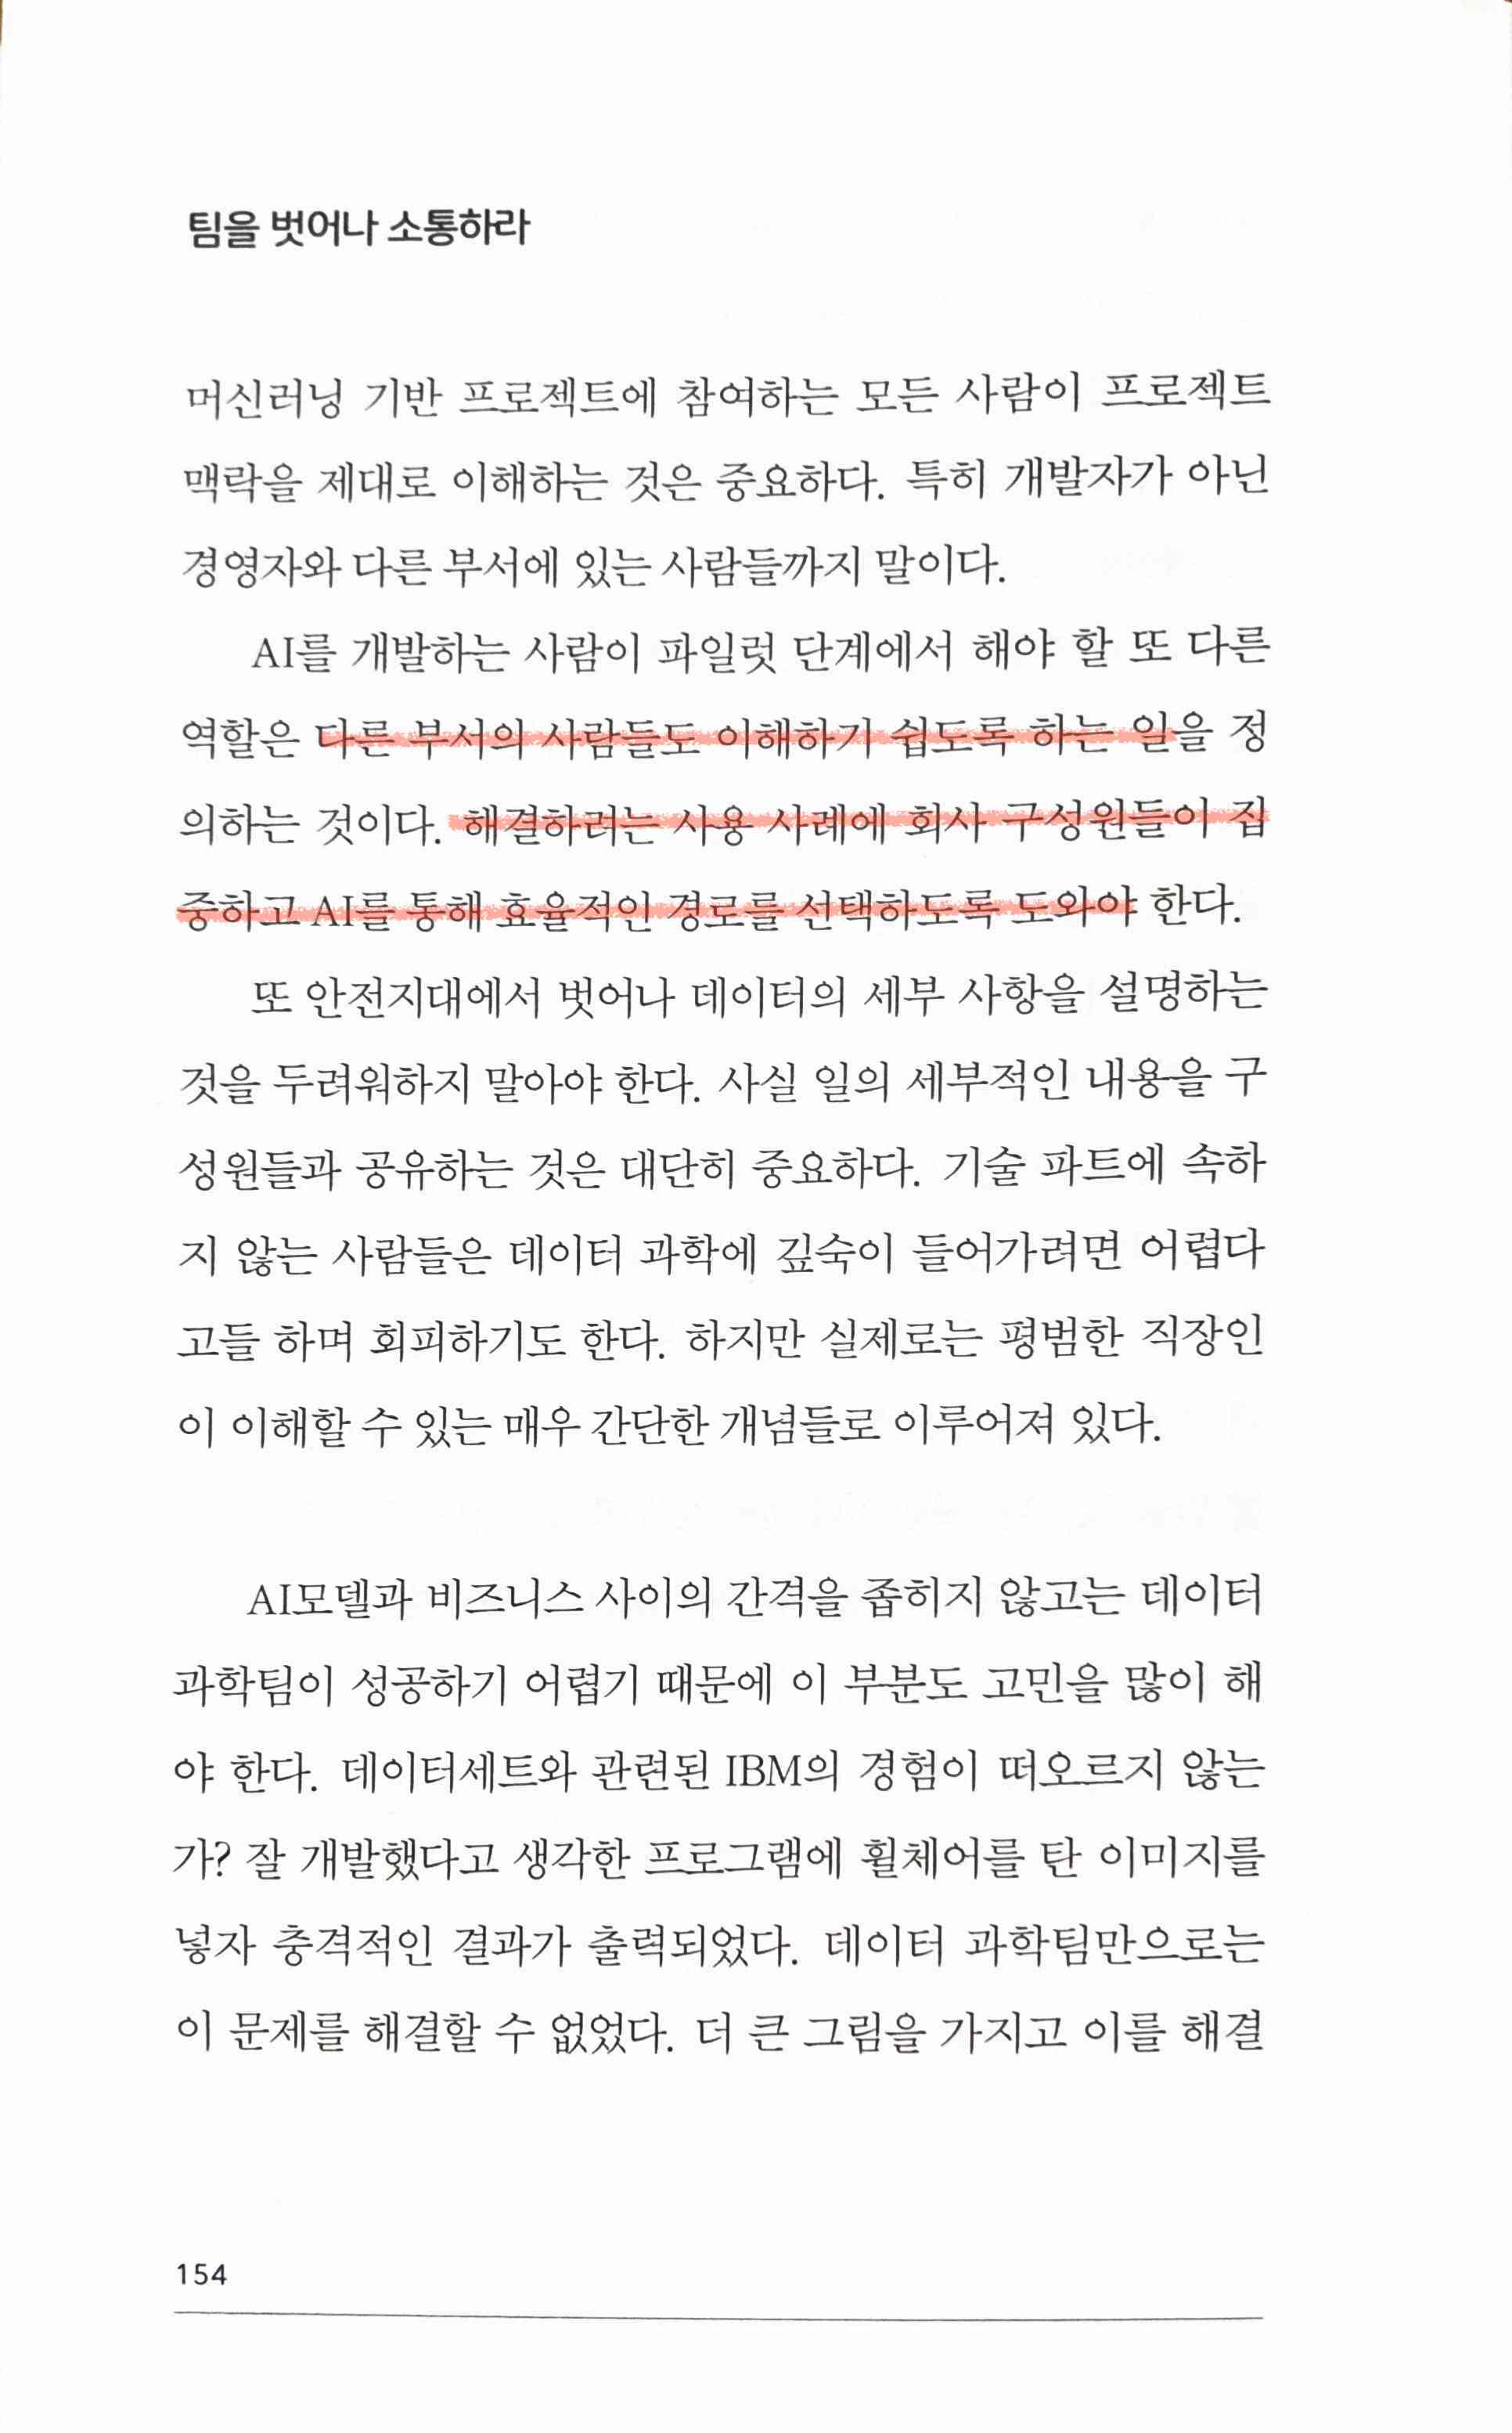 팀을 벗어나 소통하라
머신러닝 기반 프로젝트에 참여하는 모든 사람이 프로젝트
맥락을 제대로 이해하는 것은 중요하다. 특히 개발자가 아닌
경영자와 다른 부서에 있는 사람들까지 말이다.
AI를 개발하는 사람이 파일럿 단계에서 해야 할 또 다른
역할은 다른 부서의 사람들도 이해하기 쉽도록 하는 일을 정
의하는 것이다. 해결하려는 사용 사례에 회사 구성원들이 집
중하고 AI를 통해 효율적인 경로를 선택하도록 도와야 한다.
또 안전지대에서 벗어나 데이터의 세부 사항을 설명하는
것을 두려워하지 말아야 한다. 사실 일의 세부적인 내용을 구
성원들과 공유하는 것은 대단히 중요하다. 기술 파트에 속하
지 않는 사람들은 데이터 과학에 깊숙이 들어가려면 어렵다
고들 하며 회피하기도 한다. 하지만 실제로는 평범한 직장인
이 이해할 수 있는 매우 간단한 개념들로 이루어져 있다.
AI모델과 비즈니스 사이의 간격을 좁히지 않고는 데이터
과학팀이 성공하기 어렵기 때문에 이 부분도 고민을 많이 해
야 한다. 데이터세트와 관련된 IBM의 경험이 떠오르지 않는
가? 잘 개발했다고 생각한 프로그램에 휠체어를 탄 이미지를
넣자 충격적인 결과가 출력되었다. 데이터 과학팀만으로는
이 문제를 해결할 수 없었다. 더 큰 그림을 가지고 이를 해결
154